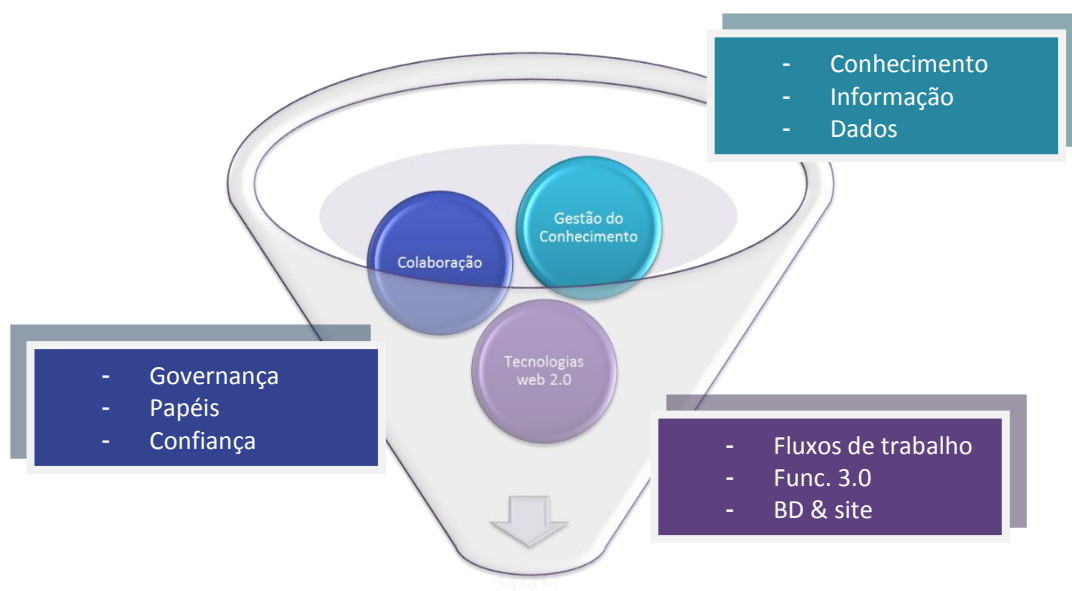 - Conhecimento
- Informação
- Dados
Gestão do
Conhecimento
Colaboração
Tecnologias
web 2.0
- Governança
- Papéis
- Confiança
- Fluxos de trabalho
- Func. 3.0
- BD & site